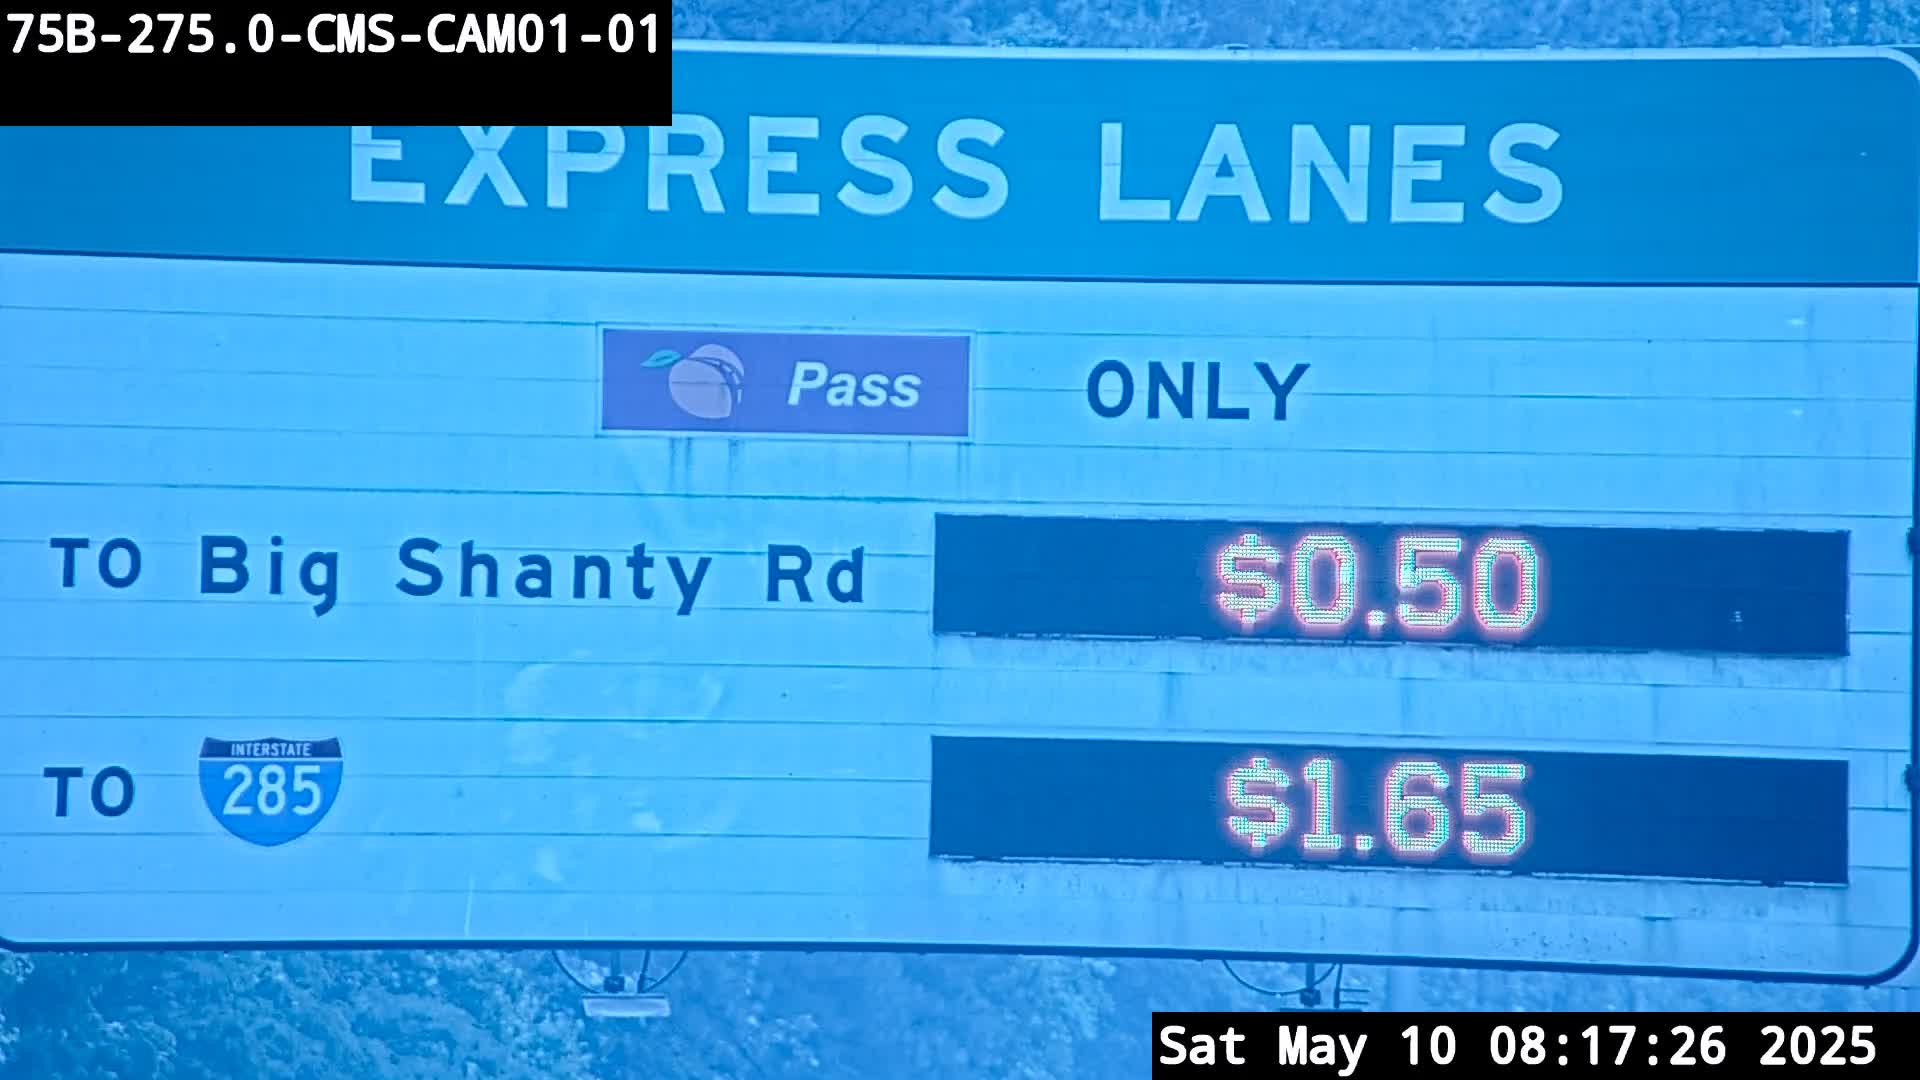 75B-275.0-CMS-CAM01-01
EXPRESS LANES
Pass ONLY
TO Big Shanty Rd $0.50
INTERSTATE
TO 285 $1.65
Sat May 10 08:17:26 2025